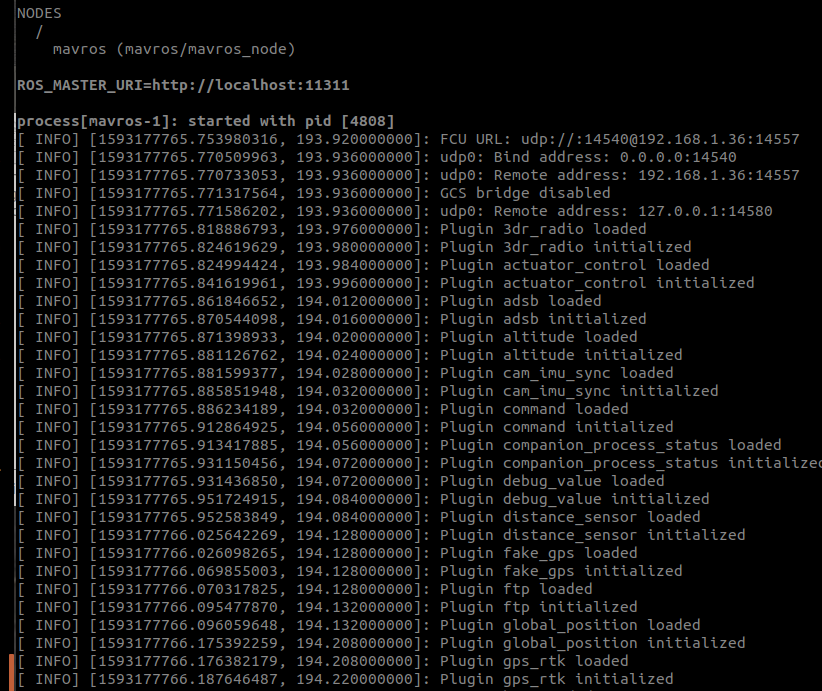 NODES
/
mavros (mavros/mavros_node)
ROS_MASTER_URI=http://localhost:11311
process[mavros-1]: started with pid [4808]
[ INFO] [1593177765.753980316, 193.920000000]: FCU URL: udp://:14540@192.168.1.36:14557
[ INFO] [1593177765.770509963, 193.936000000]: udp0: Bind address: 0.0.0.0:14540
[ INFO] [1593177765.770733053, 193.936000000]: udp0: Remote address: 192.168.1.36:14557
[ INFO] [1593177765.771317564, 193.936000000]: GCS bridge disabled
[ INFO] [1593177765.771586202, 193.936000000]: udp0: Remote address: 127.0.0.1:14580
[ INFO] [1593177765.818886793, 193.976000000]: Plugin 3dr_radio loaded
[ INFO] [1593177765.824619629, 193.980000000]: Plugin 3dr_radio initialized
[ INFO] [1593177765.824994424, 193.984000000]: Plugin actuator_control loaded
[ INFO] [1593177765.841619961, 193.996000000]: Plugin actuator_control initialized
[ INFO] [1593177765.861846652, 194.012000000]: Plugin adsb loaded
[ INFO] [1593177765.870544098, 194.016000000]: Plugin adsb initialized
[ INFO] [1593177765.871398933, 194.020000000]: Plugin altitude loaded
[ INFO] [1593177765.881126762, 194.024000000]: Plugin altitude initialized
[ INFO] [1593177765.881599377, 194.028000000]: Plugin cam_imu_sync loaded
[ INFO] [1593177765.885851948, 194.032000000]: Plugin cam_imu_sync initialized
[ INFO] [1593177765.886234189, 194.032000000]: Plugin command loaded
[ INFO] [1593177765.912864925, 194.056000000]: Plugin command initialized
[ INFO] [1593177765.913417885, 194.056000000]: Plugin companion_process_status loaded
[ INFO] [1593177765.931150456, 194.072000000]: Plugin companion_process_status initialized
[ INFO] [1593177765.931436850, 194.072000000]: Plugin debug_value loaded
[ INFO] [1593177765.951724915, 194.084000000]: Plugin debug_value initialized
[ INFO] [1593177765.952583849, 194.084000000]: Plugin distance_sensor loaded
[ INFO] [1593177766.025642269, 194.128000000]: Plugin distance_sensor initialized
[ INFO] [1593177766.026098265, 194.128000000]: Plugin fake_gps loaded
[ INFO] [1593177766.069855003, 194.128000000]: Plugin fake_gps initialized
[ INFO] [1593177766.070317825, 194.128000000]: Plugin ftp loaded
[ INFO] [1593177766.095477870, 194.132000000]: Plugin ftp initialized
[ INFO] [1593177766.096059648, 194.132000000]: Plugin global_position loaded
[ INFO] [1593177766.175392259, 194.208000000]: Plugin global_position initialized
[ INFO] [1593177766.176382179, 194.208000000]: Plugin gps_rtk loaded
[ INFO] [1593177766.187646487, 194.220000000]: Plugin gps_rtk initialized